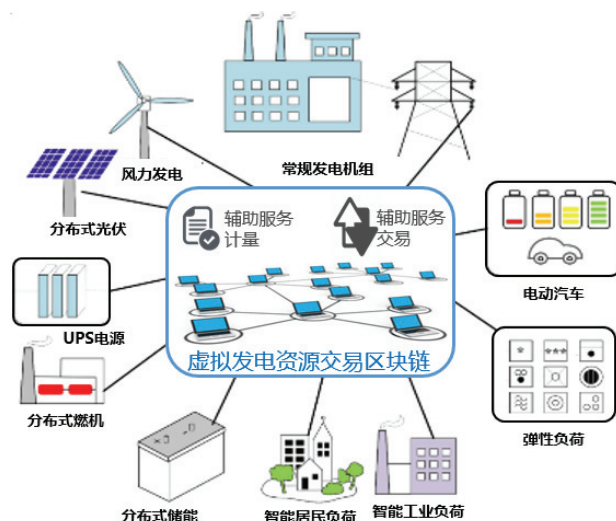 风力发电
常规发电机组
分布式光伏
辅助服务
计量
辅助服务
交易
电动汽车
UPS电源
虚拟发电资源交易区块链
分布式燃机
弹性负荷
分布式储能
智能居民负荷
智能工业负荷